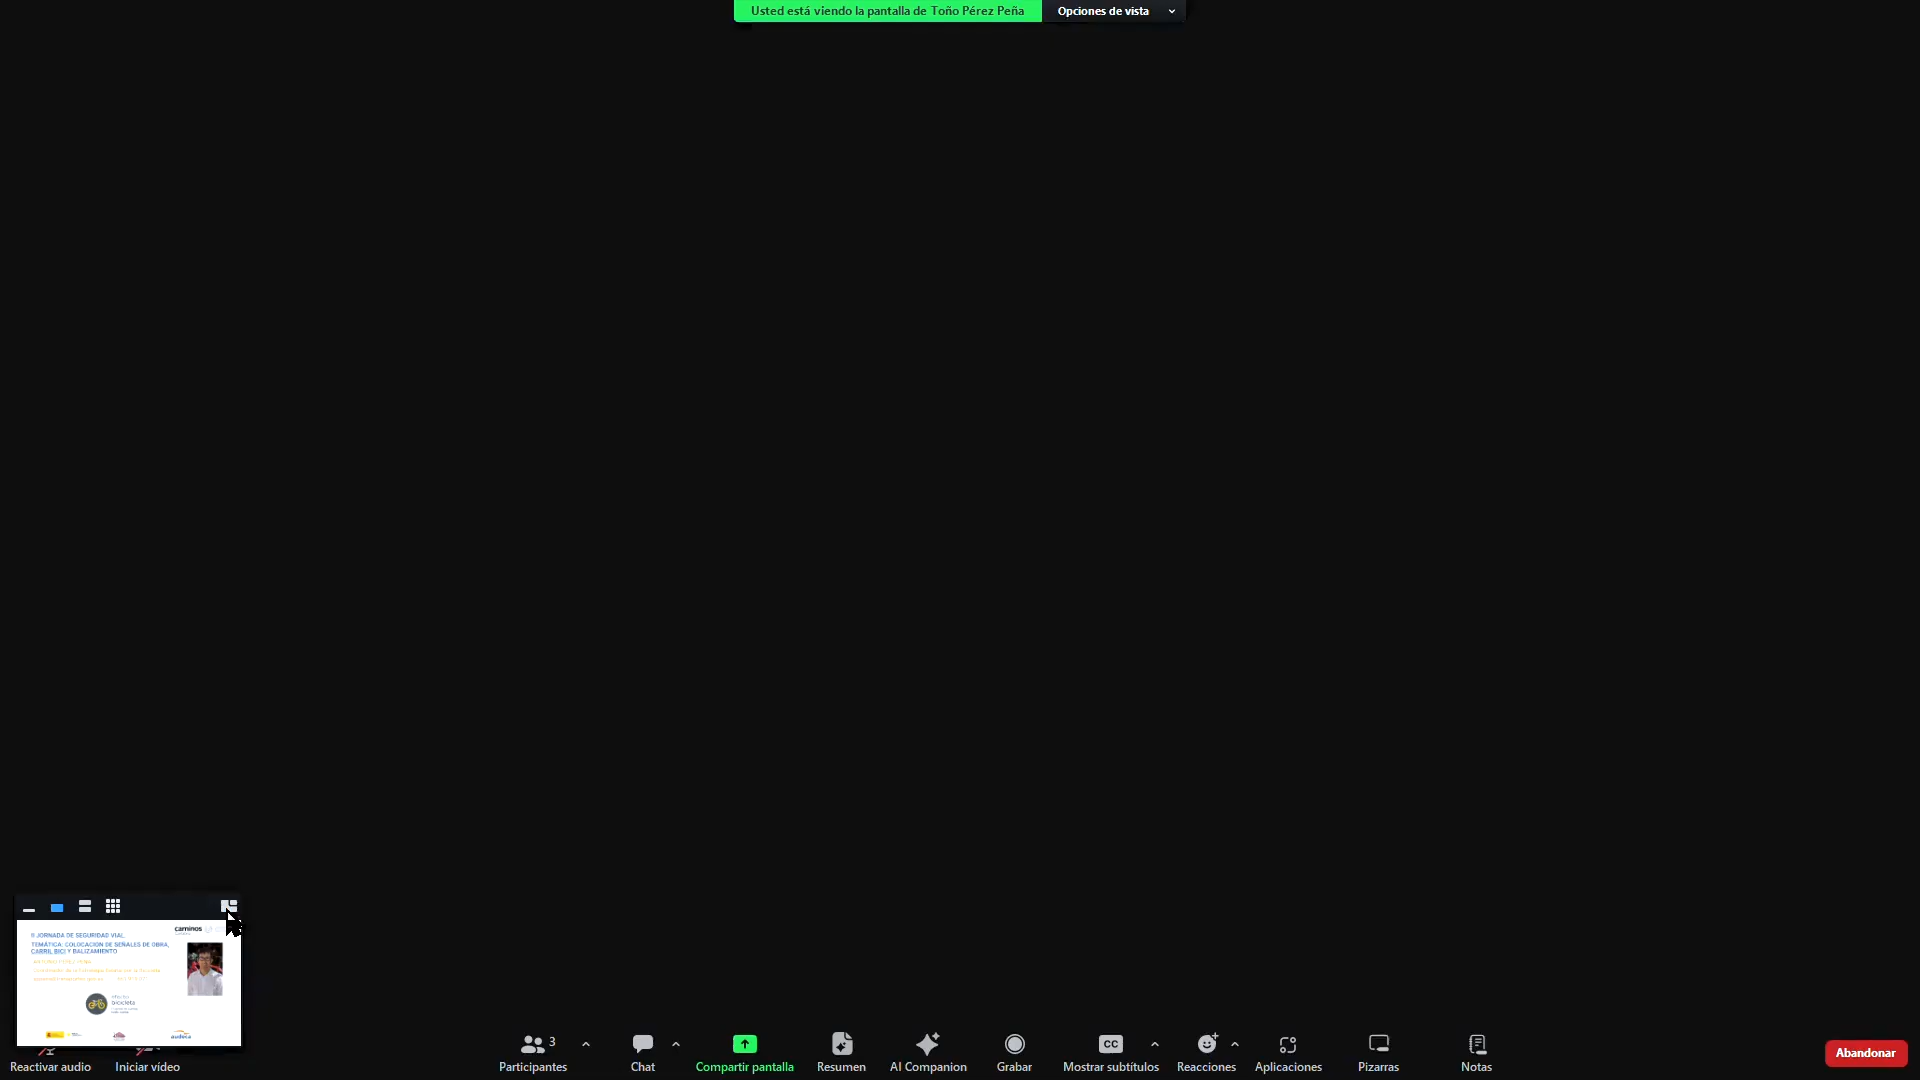 Usted está viendo la pantalla de Toño Pérez Peña
Opciones de vista
caminos
II JORNADA DE SEGURIDAD VIAL.
TEMÁTICA: COLOCACIÓN DE SEÑALES DE OBRA,
CARRIL BICI Y BALIZAMIENTO
bicicleta
audeca
Reactivar audio
Iniciar vídeo
Participantes
3
Chat
Compartir pantalla
Resumen
AI Companion
Grabar
CC
Mostrar subtítulos
Reacciones
Aplicaciones
Pizarras
Notas
Abandonar